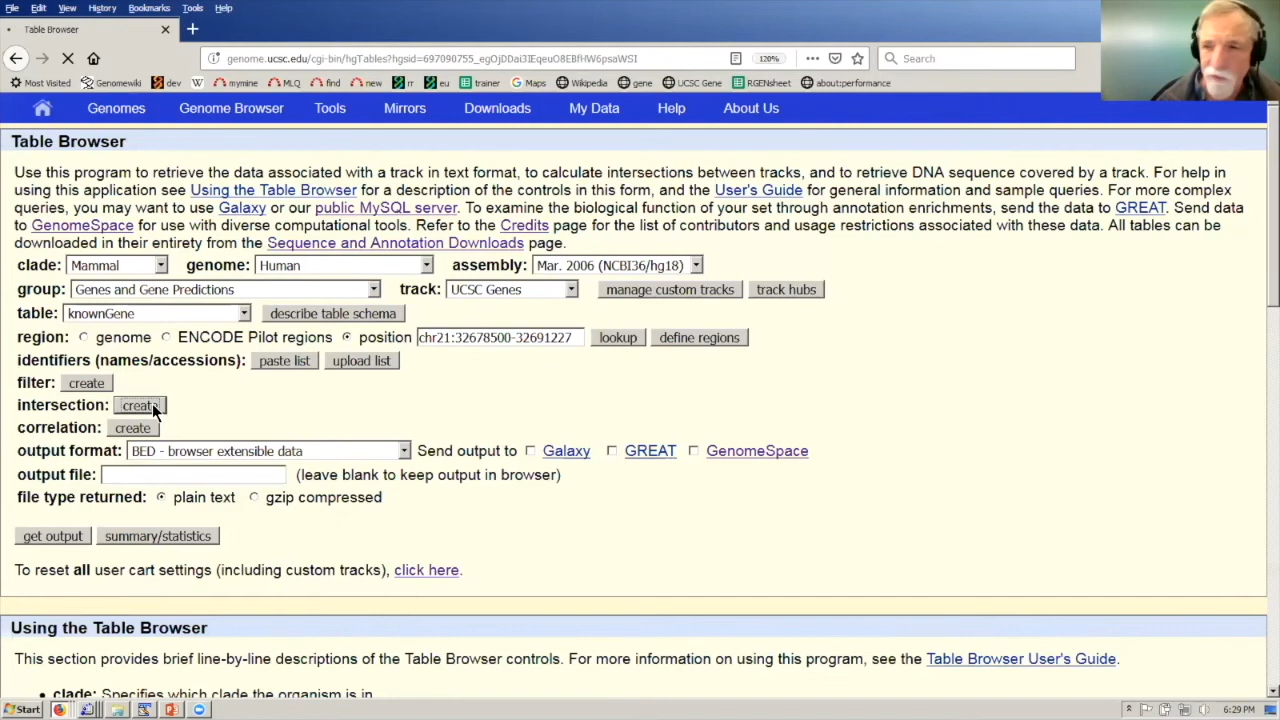 File Edit View History Bookmarks Tools Help
Table Browser
genome.ucsc.edu/cgi-bin/hgTables?hgsid=697090755_egOjDDai3IEqeuO8EBfHW6psaWSI 120% Search
Most Visited Genomewiki dev mymine MLQ find new rr eu trainer Maps Wikipedia gene UCSC Gene RGENsheet about:performance
Genomes Genome Browser Tools Mirrors Downloads My Data Help About Us
Table Browser
Use this program to retrieve the data associated with a track in text format, to calculate intersections between tracks, and to retrieve DNA sequence covered by a track. For help in
using this application see Using the Table Browser for a description of the controls in this form, and the User's Guide for general information and sample queries. For more complex
queries, you may want to use Galaxy or our public MySQL server. To examine the biological function of your set through annotation enrichments, send the data to GREAT. Send data
to GenomeSpace for use with diverse computational tools. Refer to the Credits page for the list of contributors and usage restrictions associated with these data. All tables can be
downloaded in their entirety from the Sequence and Annotation Downloads page.
clade: Mammal genome: Human assembly: Mar. 2006 (NCBI36/hg18)
group: Genes and Gene Predictions track: UCSC Genes manage custom tracks track hubs
table: knownGene describe table schema
region: genome ENCODE Pilot regions position chr21:32678500-32691227 lookup define regions
identifiers (names/accessions): paste list upload list
filter: create
intersection: create
correlation: create
output format: BED - browser extensible data Send output to Galaxy GREAT GenomeSpace
output file: (leave blank to keep output in browser)
file type returned: plain text gzip compressed
get output summary/statistics
To reset all user cart settings (including custom tracks), click here.
Using the Table Browser
This section provides brief line-by-line descriptions of the Table Browser controls. For more information on using this program, see the Table Browser User's Guide.
• clade: Specifies which clade the organism is in.
Start 6:29 PM